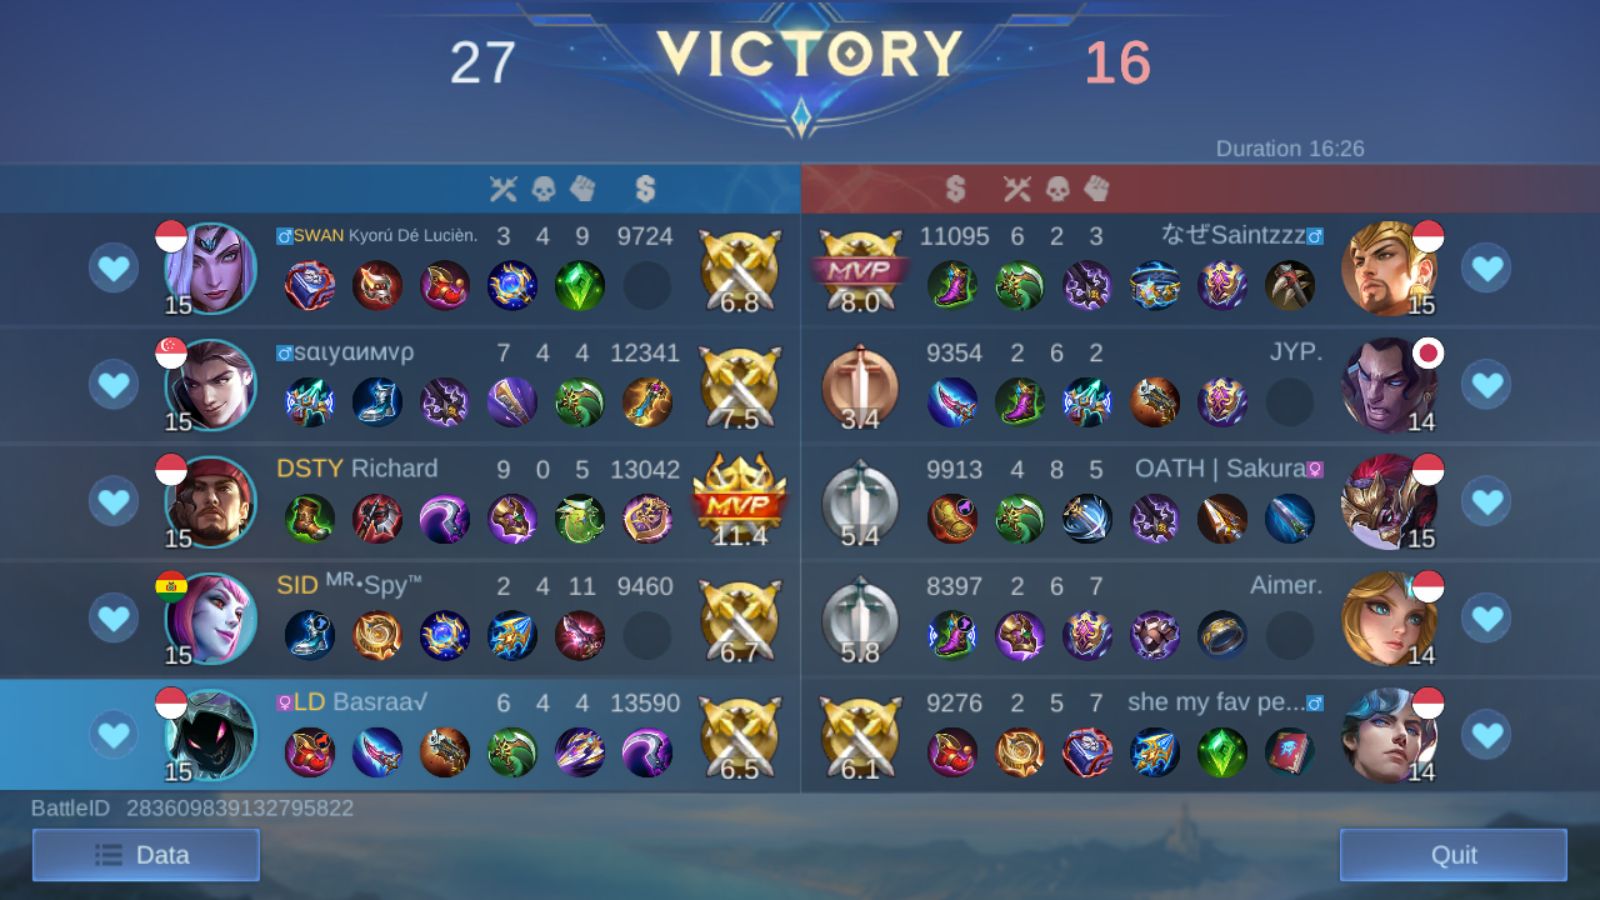 27 VICTORY 16
Duration 16:26
SWAN Kyorú Dé Lucièn. 3 4 9 9724
15 6.8
MVP 8.0 11095 6 2 3 なぜSaintzzz
15
sαιyαимvρ 7 4 4 12341
15 7.5
3.4 9354 2 6 2 JYP.
14
DSTY Richard 9 0 5 13042
15 MVP 11.4
5.4 9913 4 8 5 OATH | Sakura
15
SID ᴹᴿ•Spy™ 2 4 11 9460
15 6.7
5.8 8397 2 6 7 Aimer.
14
LD Basraa√ 6 4 4 13590
15 6.5
6.1 9276 2 5 7 she my fav pe...
14
BattleID 283609839132795822
Data
Quit